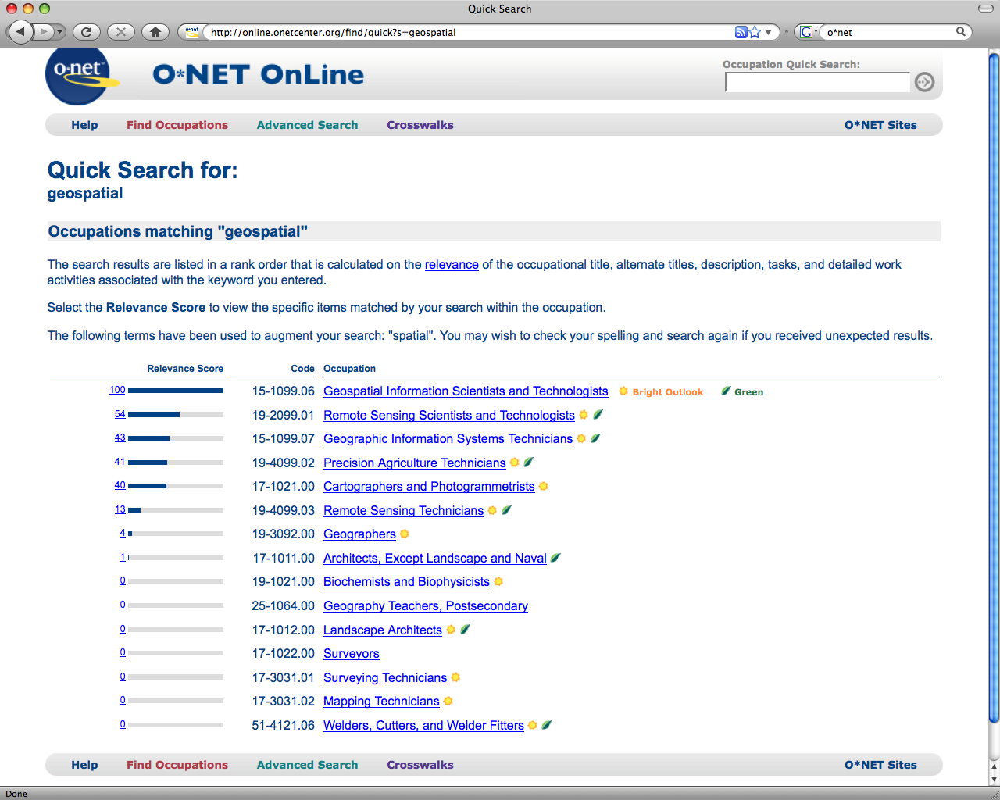 Quick Search
http://online.onetcenter.org/find/quick?s=geospatial
o*net
o·net
O*NET OnLine
Occupation Quick Search:
Help Find Occupations Advanced Search Crosswalks O*NET Sites
Quick Search for:
geospatial
Occupations matching "geospatial"
The search results are listed in a rank order that is calculated on the relevance of the occupational title, alternate titles, description, tasks, and detailed work
activities associated with the keyword you entered.
Select the Relevance Score to view the specific items matched by your search within the occupation.
The following terms have been used to augment your search: "spatial". You may wish to check your spelling and search again if you received unexpected results.
Relevance Score Code Occupation
100 15-1099.06 Geospatial Information Scientists and Technologists Bright Outlook Green
54 19-2099.01 Remote Sensing Scientists and Technologists
43 15-1099.07 Geographic Information Systems Technicians
41 19-4099.02 Precision Agriculture Technicians
40 17-1021.00 Cartographers and Photogrammetrists
13 19-4099.03 Remote Sensing Technicians
4 19-3092.00 Geographers
1 17-1011.00 Architects, Except Landscape and Naval
0 19-1021.00 Biochemists and Biophysicists
0 25-1064.00 Geography Teachers, Postsecondary
0 17-1012.00 Landscape Architects
0 17-1022.00 Surveyors
0 17-3031.01 Surveying Technicians
0 17-3031.02 Mapping Technicians
0 51-4121.06 Welders, Cutters, and Welder Fitters
Help Find Occupations Advanced Search Crosswalks O*NET Sites
Done